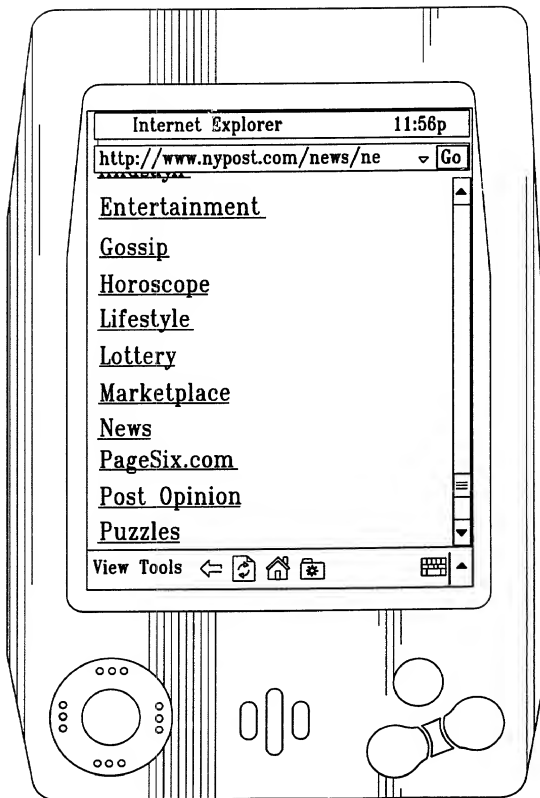 Internet Explorer 11:56p
http://www.nypost.com/news/ne Go
Entertainment
Gossip
Horoscope
Lifestyle
Lottery
Marketplace
News
PageSix.com
Post Opinion
Puzzles
View Tools